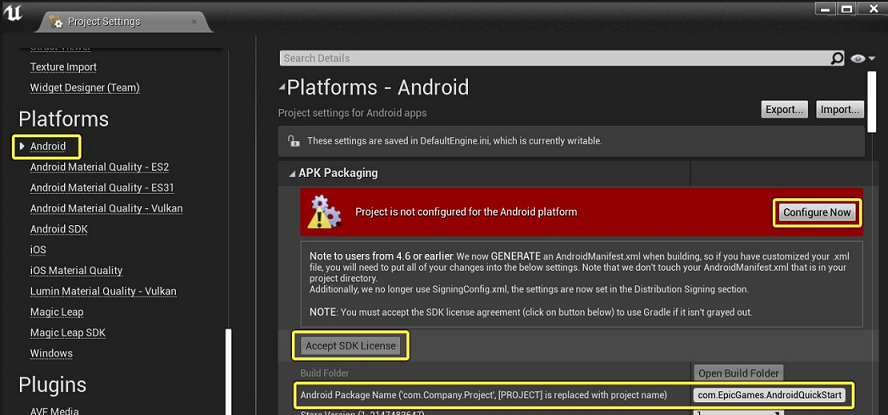 Project Settings
Struct Viewer
Texture Import
Widget Designer (Team)
Platforms
Android
Android Material Quality - ES2
Android Material Quality - ES31
Android Material Quality - Vulkan
Android SDK
iOS
iOS Material Quality
Lumin Material Quality - Vulkan
Magic Leap
Magic Leap SDK
Windows
Plugins
AVF Media
Search Details
Platforms - Android
Project settings for Android apps
Export...
Import...
These settings are saved in DefaultEngine.ini, which is currently writable.
APK Packaging
Project is not configured for the Android platform
Configure Now
Note to users from 4.6 or earlier: We now GENERATE an AndroidManifest.xml when building, so if you have customized your .xml
file, you will need to put all of your changes into the below settings. Note that we don't touch your AndroidManifest.xml that is in your
project directory.
Additionally, we no longer use SigningConfig.xml, the settings are now set in the Distribution Signing section.
NOTE: You must accept the SDK license agreement (click on button below) to use Gradle if it isn't grayed out.
Accept SDK License
Build Folder
Open Build Folder
Android Package Name ('com.Company.Project', [PROJECT] is replaced with project name)
com.EpicGames.AndroidQuickStart
Store Version (1-2147483647)